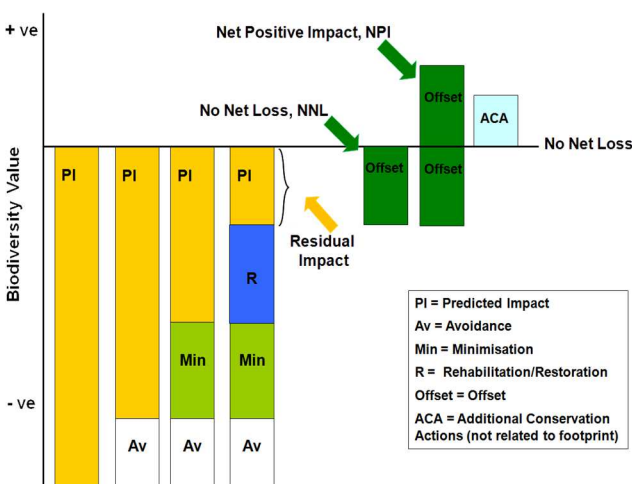 + ve
Net Positive Impact, NPI
Offset
ACA
No Net Loss, NNL
No Net Loss
PI
PI
PI
PI
Offset
Offset
Residual
Impact
Biodiversity Value
R
Min
Min
- ve
Av
Av
Av
PI = Predicted Impact
Av = Avoidance
Min = Minimisation
R = Rehabilitation/Restoration
Offset = Offset
ACA = Additional Conservation
Actions (not related to footprint)